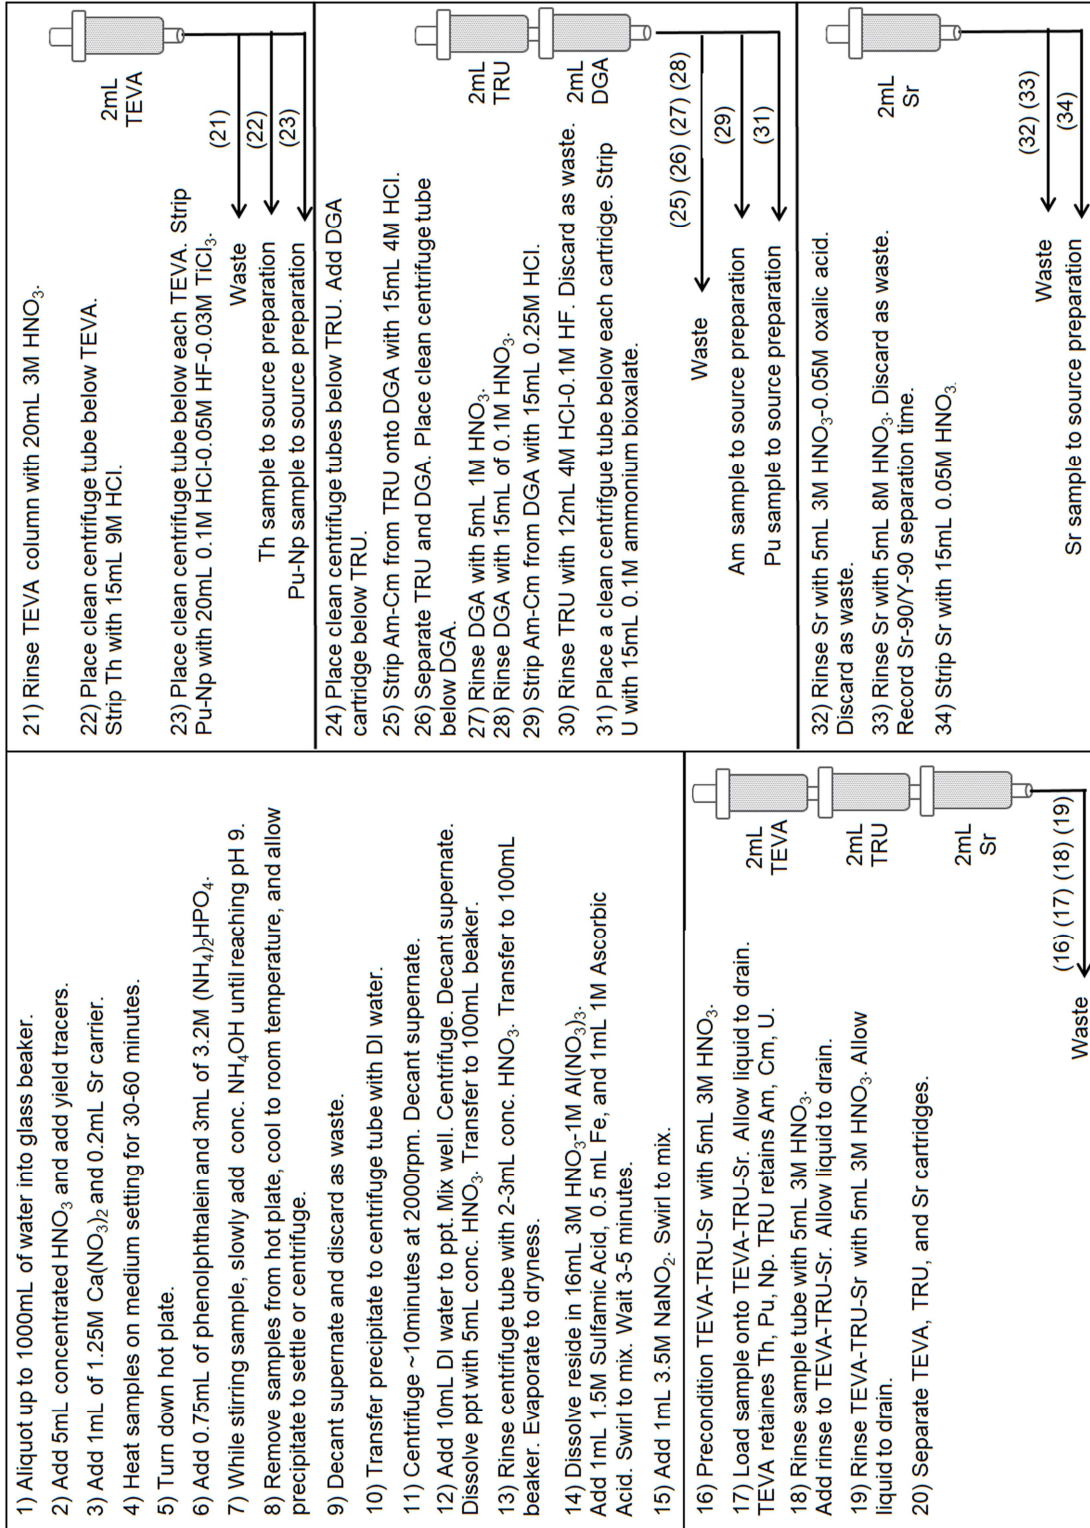 1) Aliquot up to 1000mL of water into glass beaker.
2) Add 5mL concentrated HNO3 and add yield tracers.
3) Add 1mL of 1.25M Ca(NO3)2 and 0.2mL Sr carrier.
4) Heat samples on medium setting for 30-60 minutes.
5) Turn down hot plate.
6) Add 0.75mL of phenolphthalein and 3mL of 3.2M (NH4)2HPO4.
7) While stirring sample, slowly add conc. NH4OH until reaching pH 9.
8) Remove samples from hot plate, cool to room temperature, and allow
precipitate to settle or centrifuge.
9) Decant supernate and discard as waste.
10) Transfer precipitate to centrifuge tube with DI water.
11) Centrifuge ~10minutes at 2000rpm. Decant supernate.
12) Add 10mL DI water to ppt. Mix well. Centrifuge. Decant supernate.
Dissolve ppt with 5mL conc. HNO3. Transfer to 100mL beaker.
13) Rinse centrifuge tube with 2-3mL conc. HNO3. Transfer to 100mL
beaker. Evaporate to dryness.
14) Dissolve reside in 16mL 3M HNO3-1M Al(NO3)3.
Add 1mL 1.5M Sulfamic Acid, 0.5 mL Fe, and 1mL 1M Ascorbic
Acid. Swirl to mix. Wait 3-5 minutes.
15) Add 1mL 3.5M NaNO2. Swirl to mix.
16) Precondition TEVA-TRU-Sr with 5mL 3M HNO3.
17) Load sample onto TEVA-TRU-Sr. Allow liquid to drain.
TEVA retaines Th, Pu, Np. TRU retains Am, Cm, U.
18) Rinse sample tube with 5mL 3M HNO3.
Add rinse to TEVA-TRU-Sr. Allow liquid to drain.
19) Rinse TEVA-TRU-Sr with 5mL 3M HNO3. Allow
liquid to drain.
20) Separate TEVA, TRU, and Sr cartridges.
2mL
TEVA
2mL
TRU
2mL
Sr
(16) (17) (18) (19)
Waste
21) Rinse TEVA column with 20mL 3M HNO3.
22) Place clean centrifuge tube below TEVA.
Strip Th with 15mL 9M HCl.
23) Place clean centrifuge tube below each TEVA. Strip
Pu-Np with 20mL 0.1M HCl-0.05M HF-0.03M TiCl3.
2mL
TEVA
(21)
Waste
(22)
Th sample to source preparation
(23)
Pu-Np sample to source preparation
24) Place clean centrifuge tubes below TRU. Add DGA
cartridge below TRU.
25) Strip Am-Cm from TRU onto DGA with 15mL 4M HCl.
26) Separate TRU and DGA. Place clean centrifuge tube
below DGA.
27) Rinse DGA with 5mL 1M HNO3.
28) Rinse DGA with 15mL of 0.1M HNO3.
29) Strip Am-Cm from DGA with 15mL 0.25M HCl.
30) Rinse TRU with 12mL 4M HCl-0.1M HF. Discard as waste.
31) Place a clean centrifgue tube below each cartridge. Strip
U with 15mL 0.1M ammonium bioxalate.
2mL
TRU
2mL
DGA
(25) (26) (27) (28)
Waste
(29)
Am sample to source preparation
(31)
Pu sample to source preparation
32) Rinse Sr with 5mL 3M HNO3-0.05M oxalic acid.
Discard as waste.
33) Rinse Sr with 5mL 8M HNO3. Discard as waste.
Record Sr-90/Y-90 separation time.
34) Strip Sr with 15mL 0.05M HNO3.
2mL
Sr
(32) (33)
Waste
(34)
Sr sample to source preparation